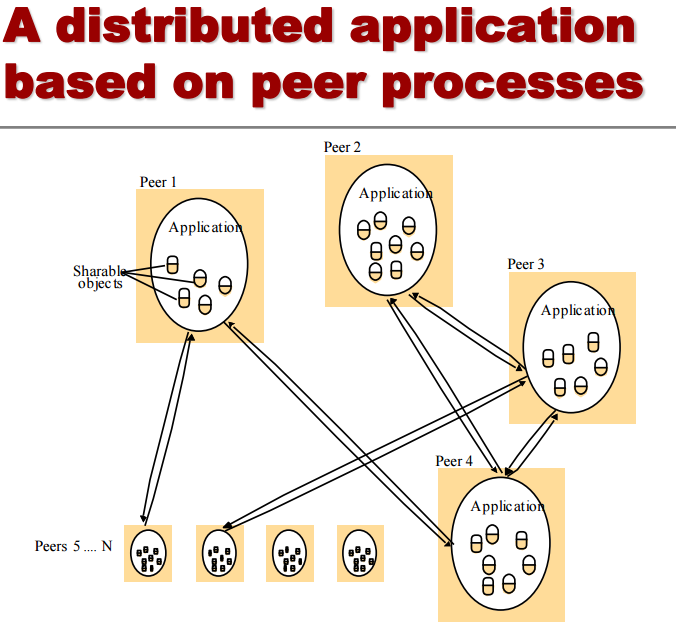 A distributed application
based on peer processes
Peer 2
Peer 1
Application
Application
Peer 3
Sharable
objects
Application
Peer 4
Application
Peers 5 .... N